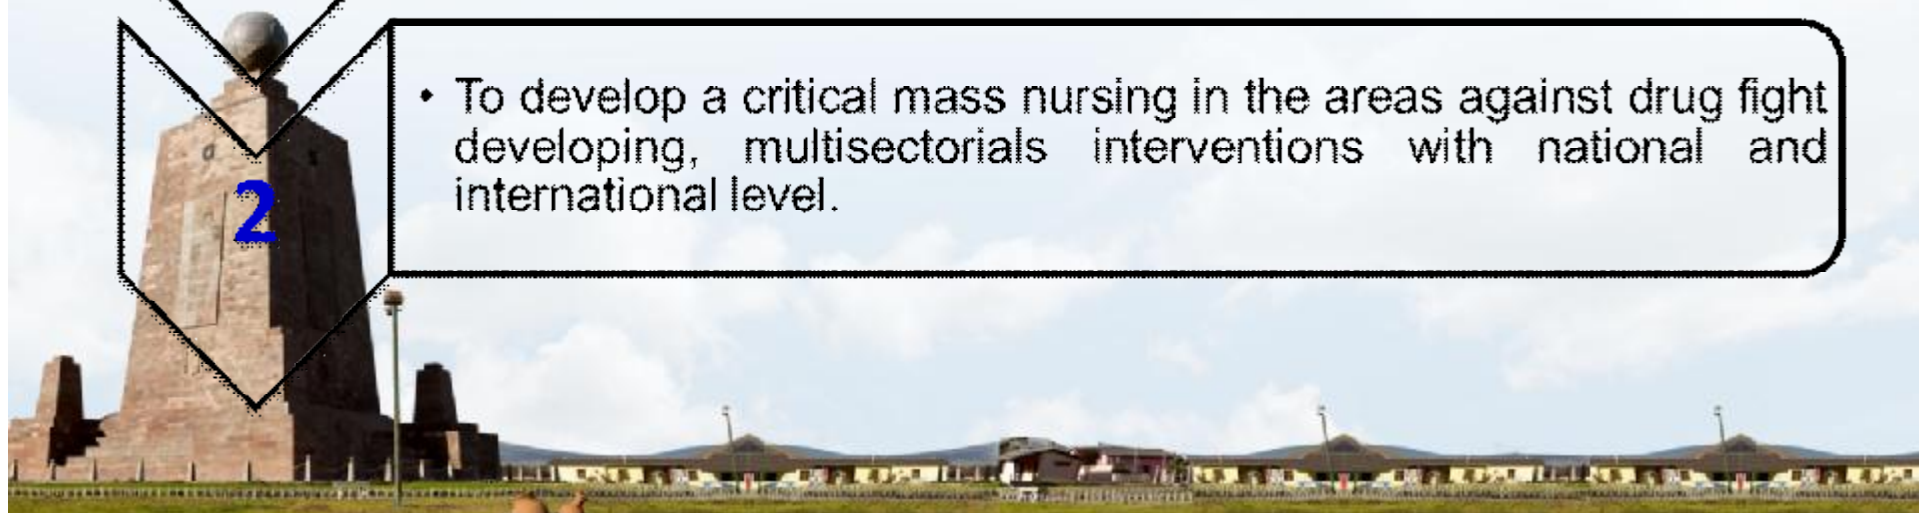 • To develop a critical mass nursing in the areas against drug fight
developing, multisectorials interventions with national and
international level.
2